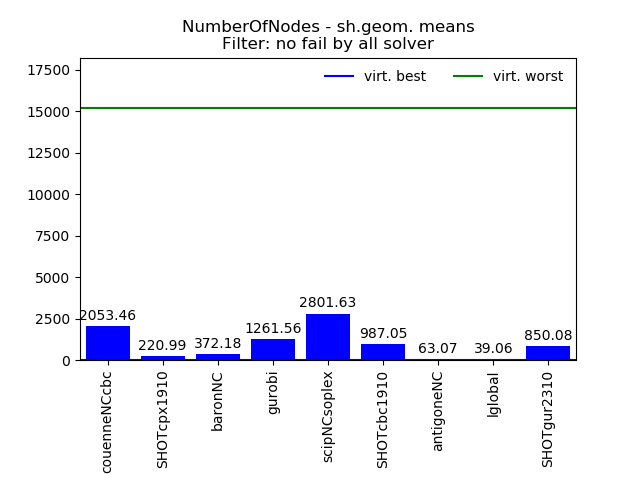 NumberOfNodes - sh.geom. means
Filter: no fail by all solver
virt. best
virt. worst
17500
15000
12500
10000
7500
5000
2500
0
2053.46
220.99
372.18
1261.56
2801.63
987.05
63.07
39.06
850.08
couenneNCcbc
SHOTcpx1910
baronNC
gurobi
scipNCsoplex
SHOTcbc1910
antigoneNC
lglobal
SHOTgur2310